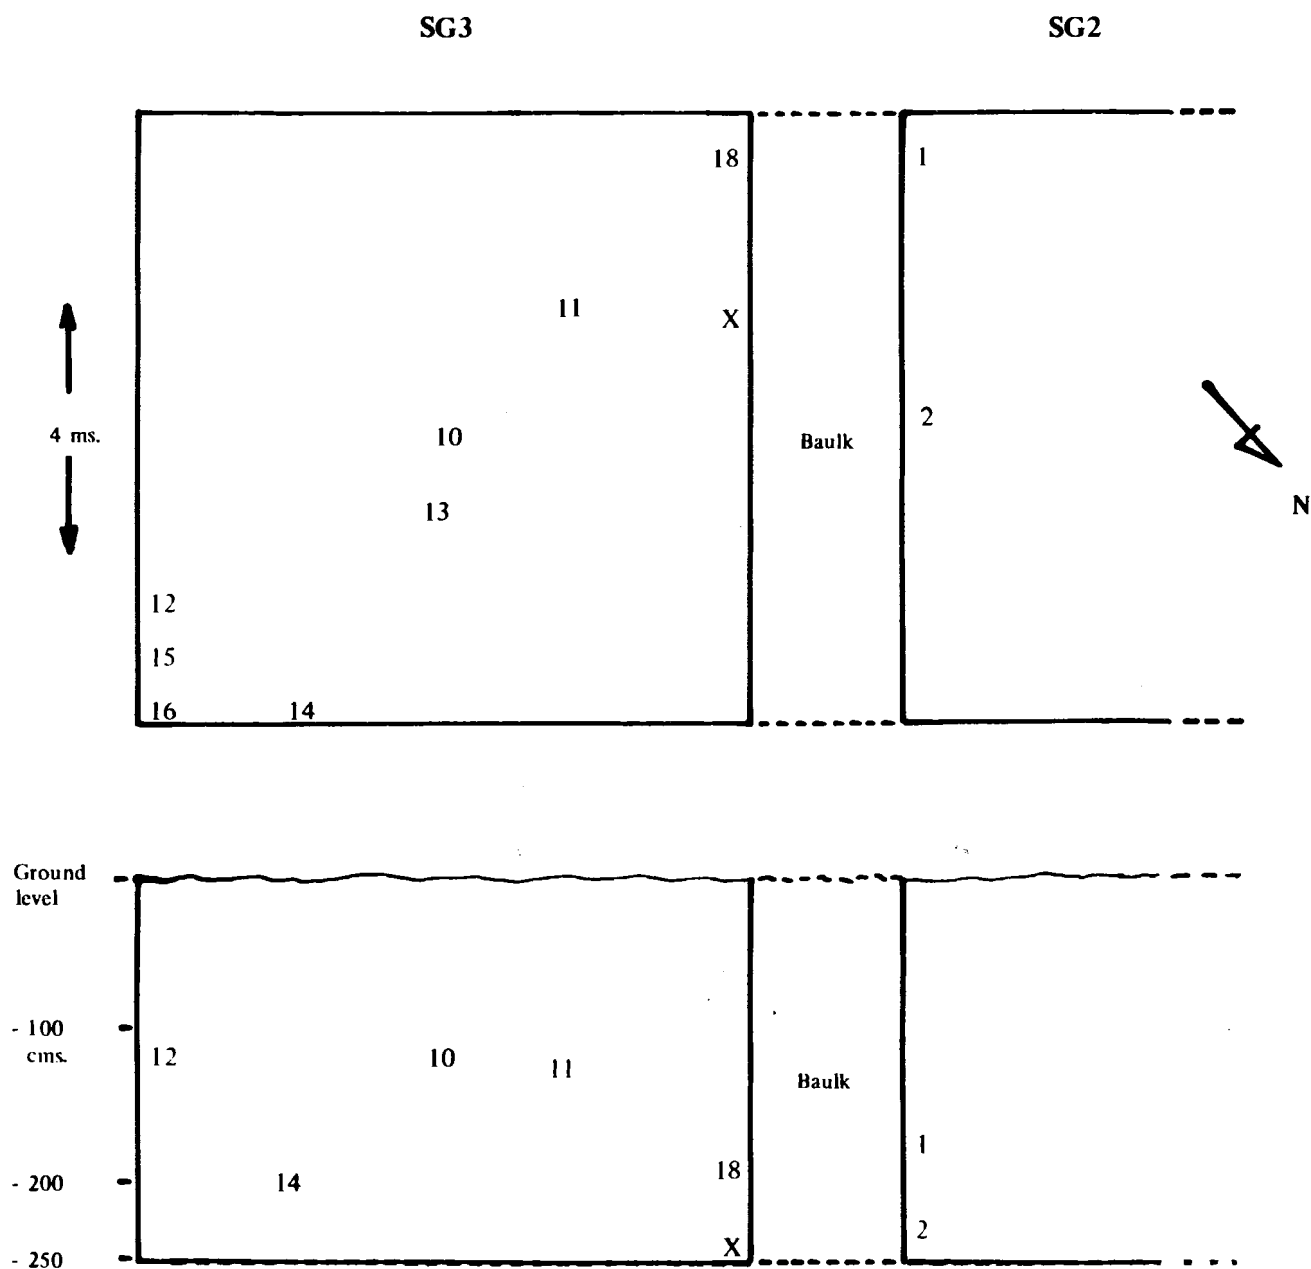 SG3 SG2
18 1
11 X
4 ms. 10 Baulk 2
13
N
12
15
16 14
Ground
level
- 100
cms.
12 10 11 Baulk
1
18
- 200 14
2
X
- 250